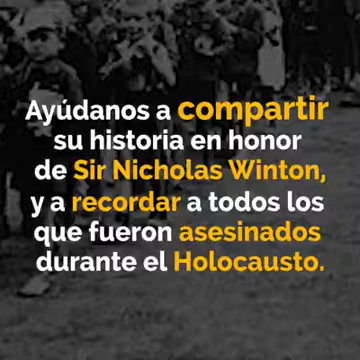 Ayúdanos a compartir
su historia en honor
de Sir Nicholas Winton,
y a recordar a todos los
que fueron asesinados
durante el Holocausto.